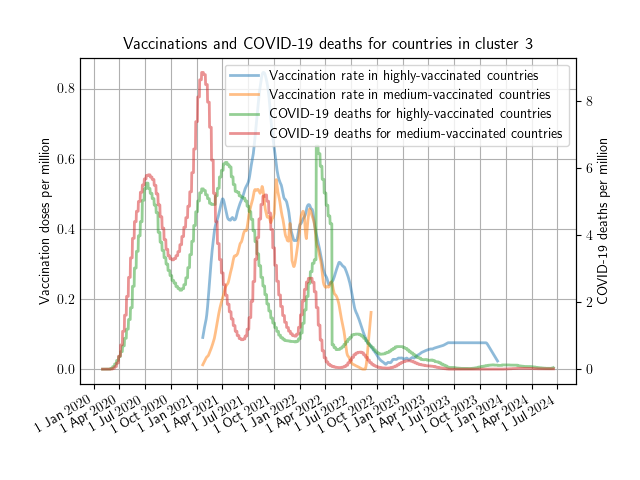 Vaccinations and COVID-19 deaths for countries in cluster 3
Vaccination rate in highly-vaccinated countries
Vaccination rate in medium-vaccinated countries
COVID-19 deaths for highly-vaccinated countries
COVID-19 deaths for medium-vaccinated countries
Vaccination doses per million
0.8
0.6
0.4
0.2
0.0
COVID-19 deaths per million
8
6
4
2
0
1 Jan 2020
1 Apr 2020
1 Jul 2020
1 Oct 2020
1 Jan 2021
1 Apr 2021
1 Jul 2021
1 Oct 2021
1 Jan 2022
1 Apr 2022
1 Jul 2022
1 Oct 2022
1 Jan 2023
1 Apr 2023
1 Jul 2023
1 Oct 2023
1 Jan 2024
1 Apr 2024
1 Jul 2024